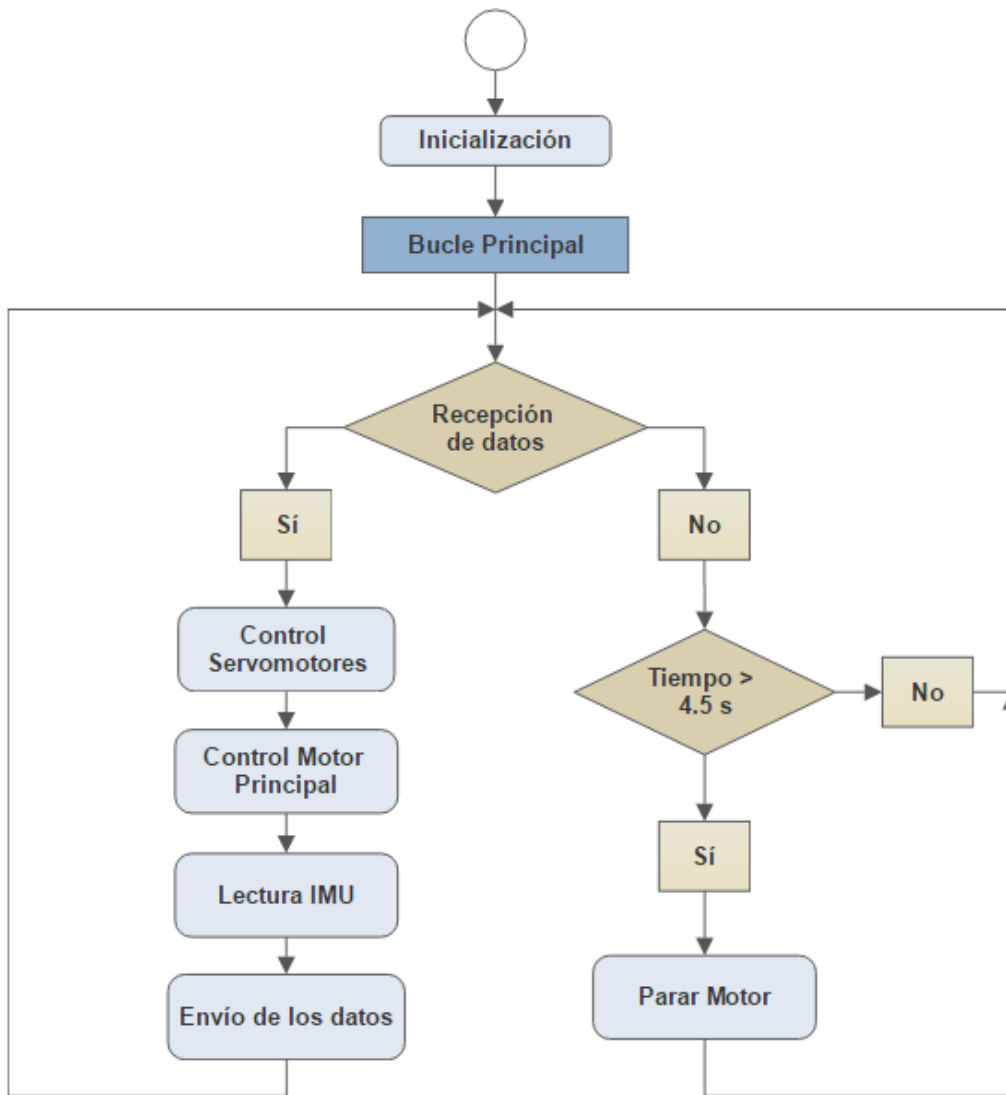 Inicialización
Bucle Principal
Recepción
de datos
Sí
No
Control
Servomotores
Tiempo >
4.5 s
No
Control Motor
Principal
Sí
Lectura IMU
Envío de los datos
Parar Motor